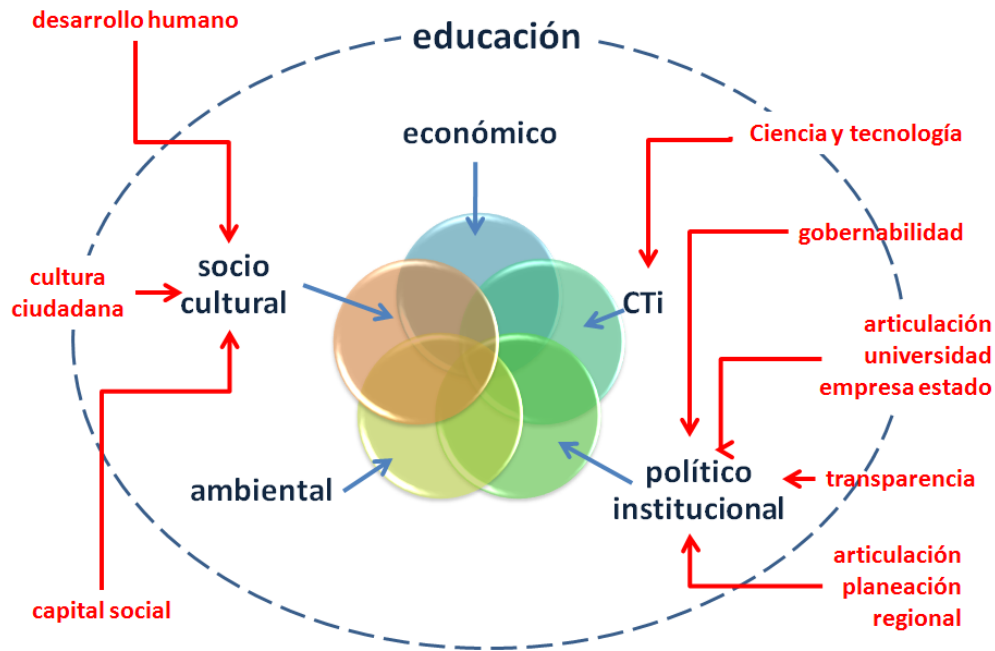 desarrollo humano
educación
económico
Ciencia y tecnología
gobernabilidad
socio
cultural
cultura
ciudadana
CTi
articulación
universidad
empresa estado
ambiental
político
institucional
transparencia
articulación
planeación
regional
capital social